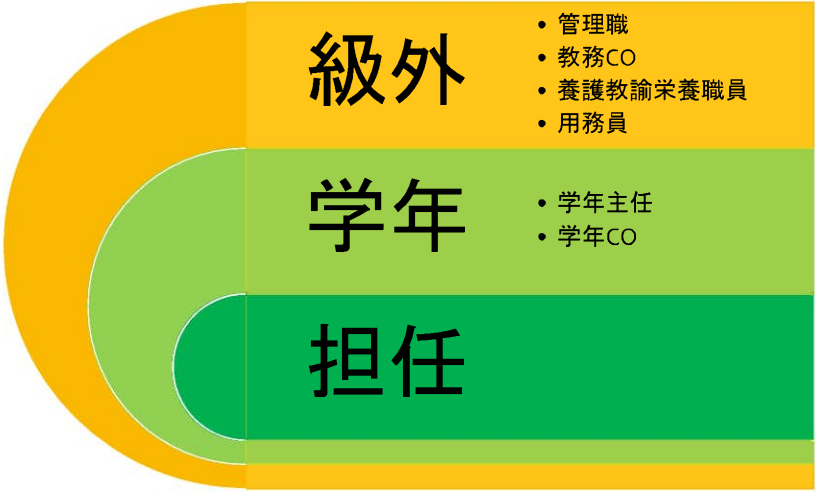 級外
• 管理職
• 教務CO
• 養護教諭栄養職員
• 用務員
学年
• 学年主任
• 学年CO
担任